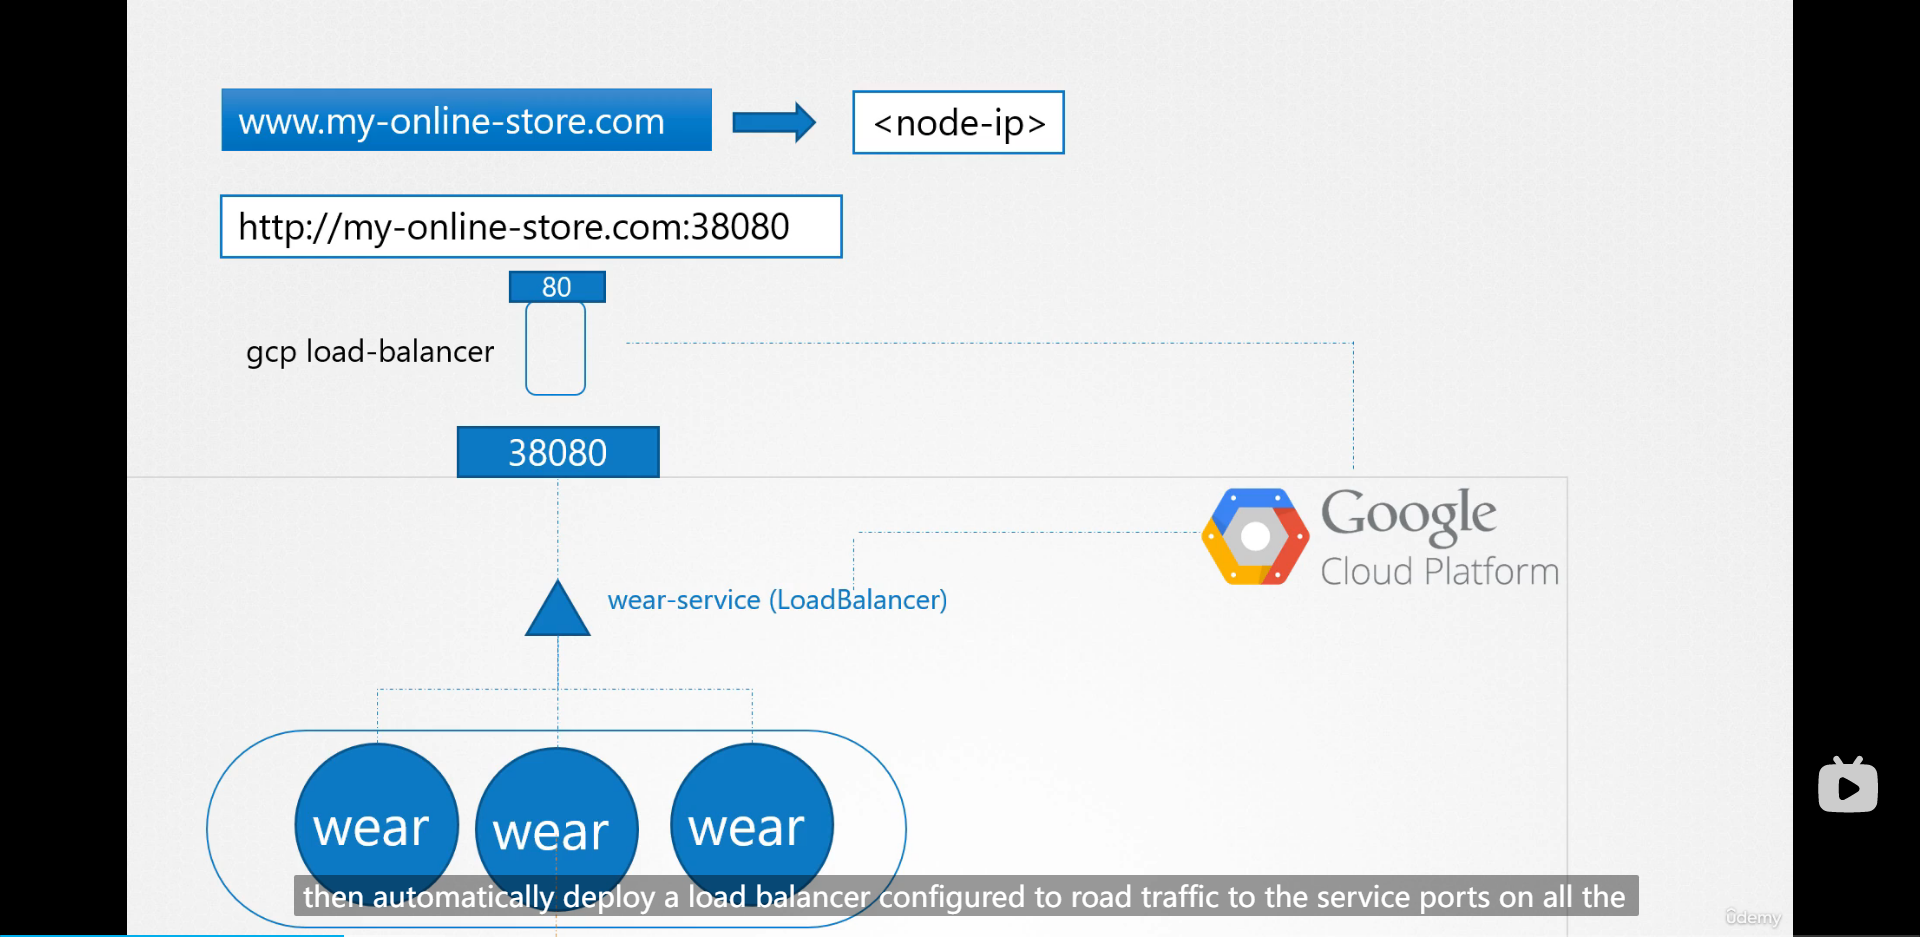 www.my-online-store.com
<node-ip>
http://my-online-store.com:38080
80
gcp load-balancer
38080
Google
Cloud Platform
wear-service (LoadBalancer)
wear
wear
wear
then automatically deploy a load balancer configured to road traffic to the service ports on all the
ûdemy